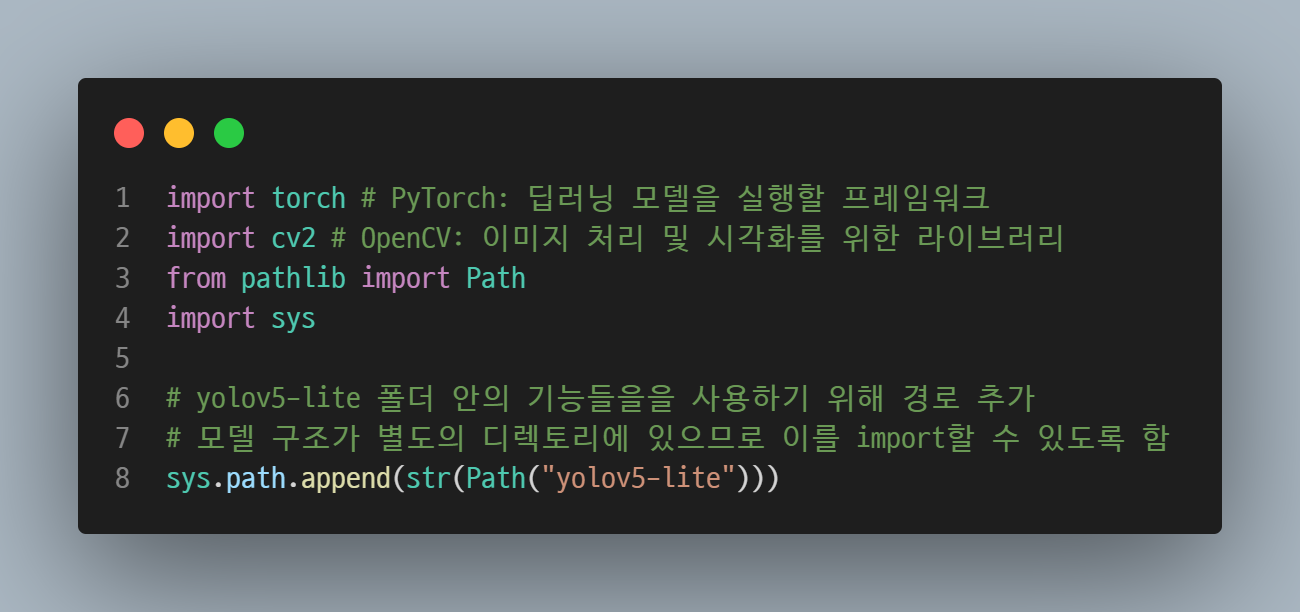 1 import torch # PyTorch: 딥러닝 모델을 실행할 프레임워크
2 import cv2 # OpenCV: 이미지 처리 및 시각화를 위한 라이브러리
3 from pathlib import Path
4 import sys
5
6 # yolov5-lite 폴더 안의 기능들을을 사용하기 위해 경로 추가
7 # 모델 구조가 별도의 디렉토리에 있으므로 이를 import할 수 있도록 함
8 sys.path.append(str(Path("yolov5-lite")))